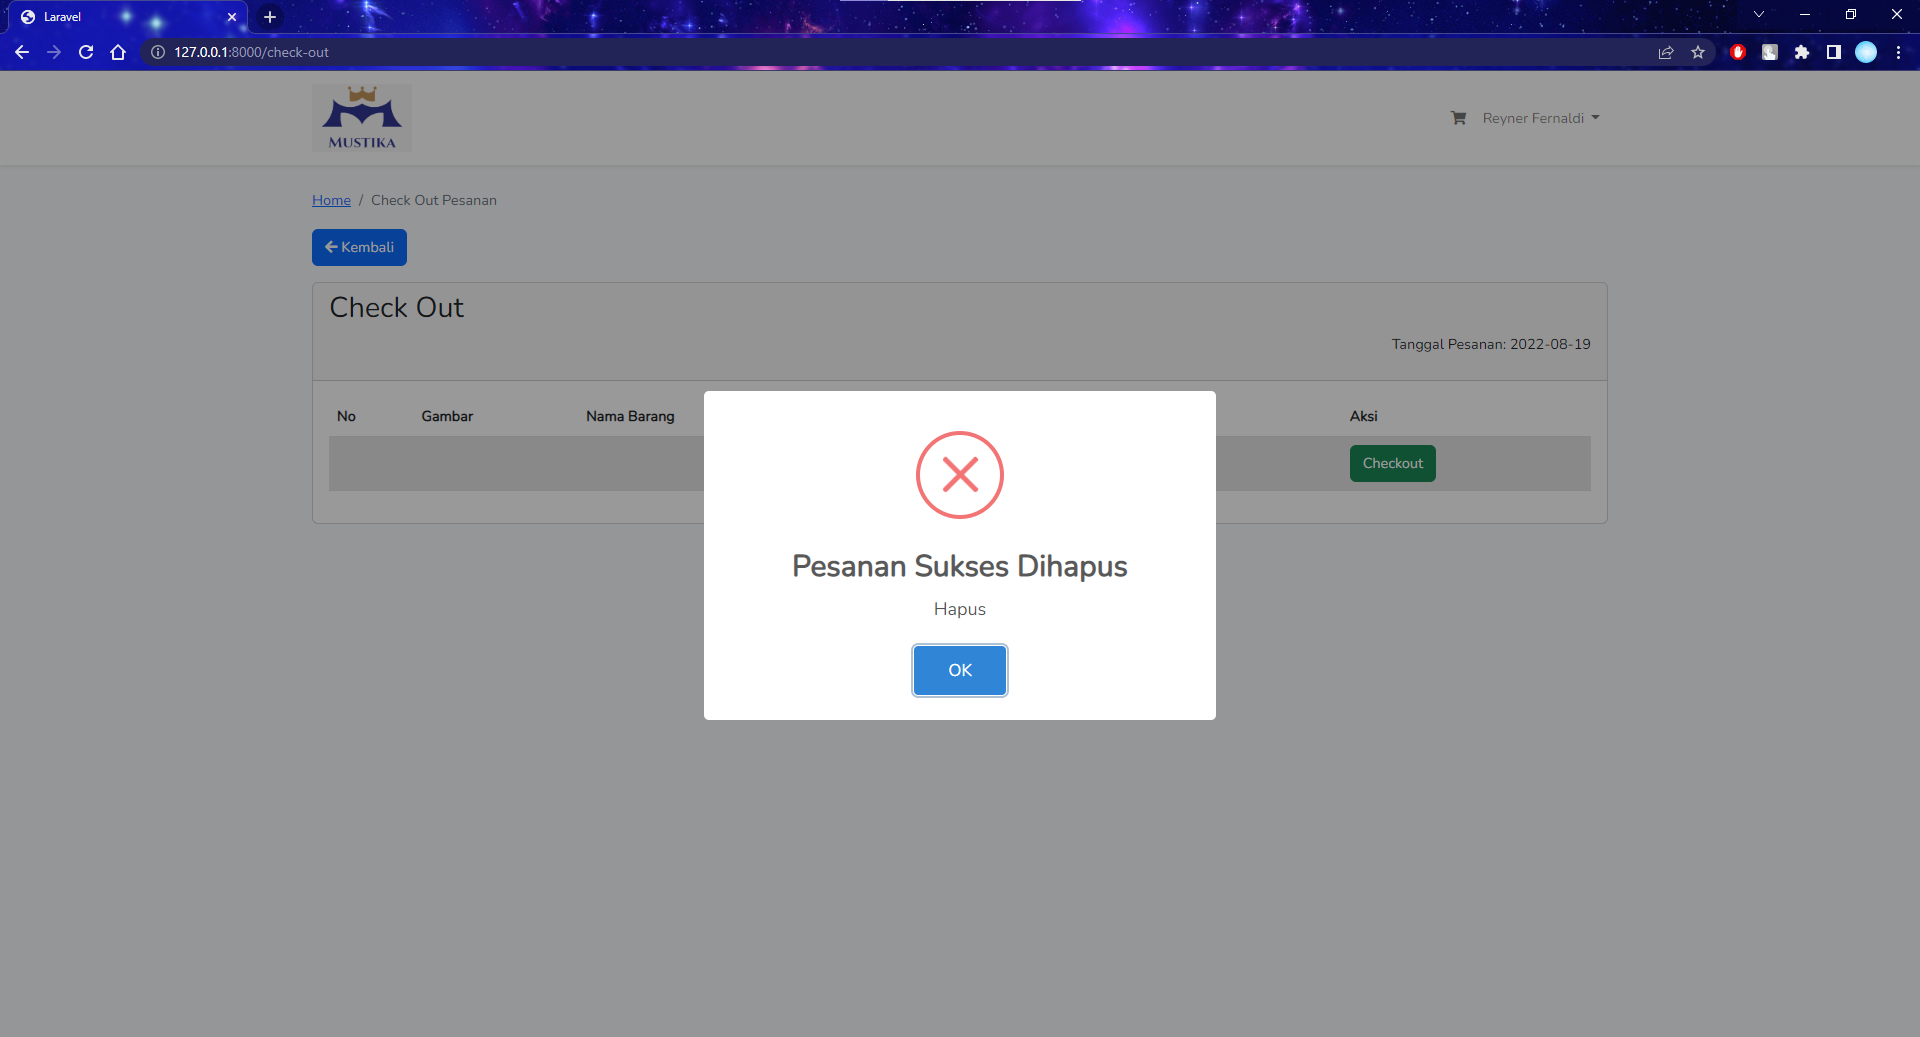 Laravel
127.0.0.1:8000/check-out
MUSTIKA
Reyner Fernaldi
Home / Check Out Pesanan
Kembali
Check Out
Tanggal Pesanan: 2022-08-19
No Gambar Nama Barang Aksi
Checkout
Pesanan Sukses Dihapus
Hapus
OK